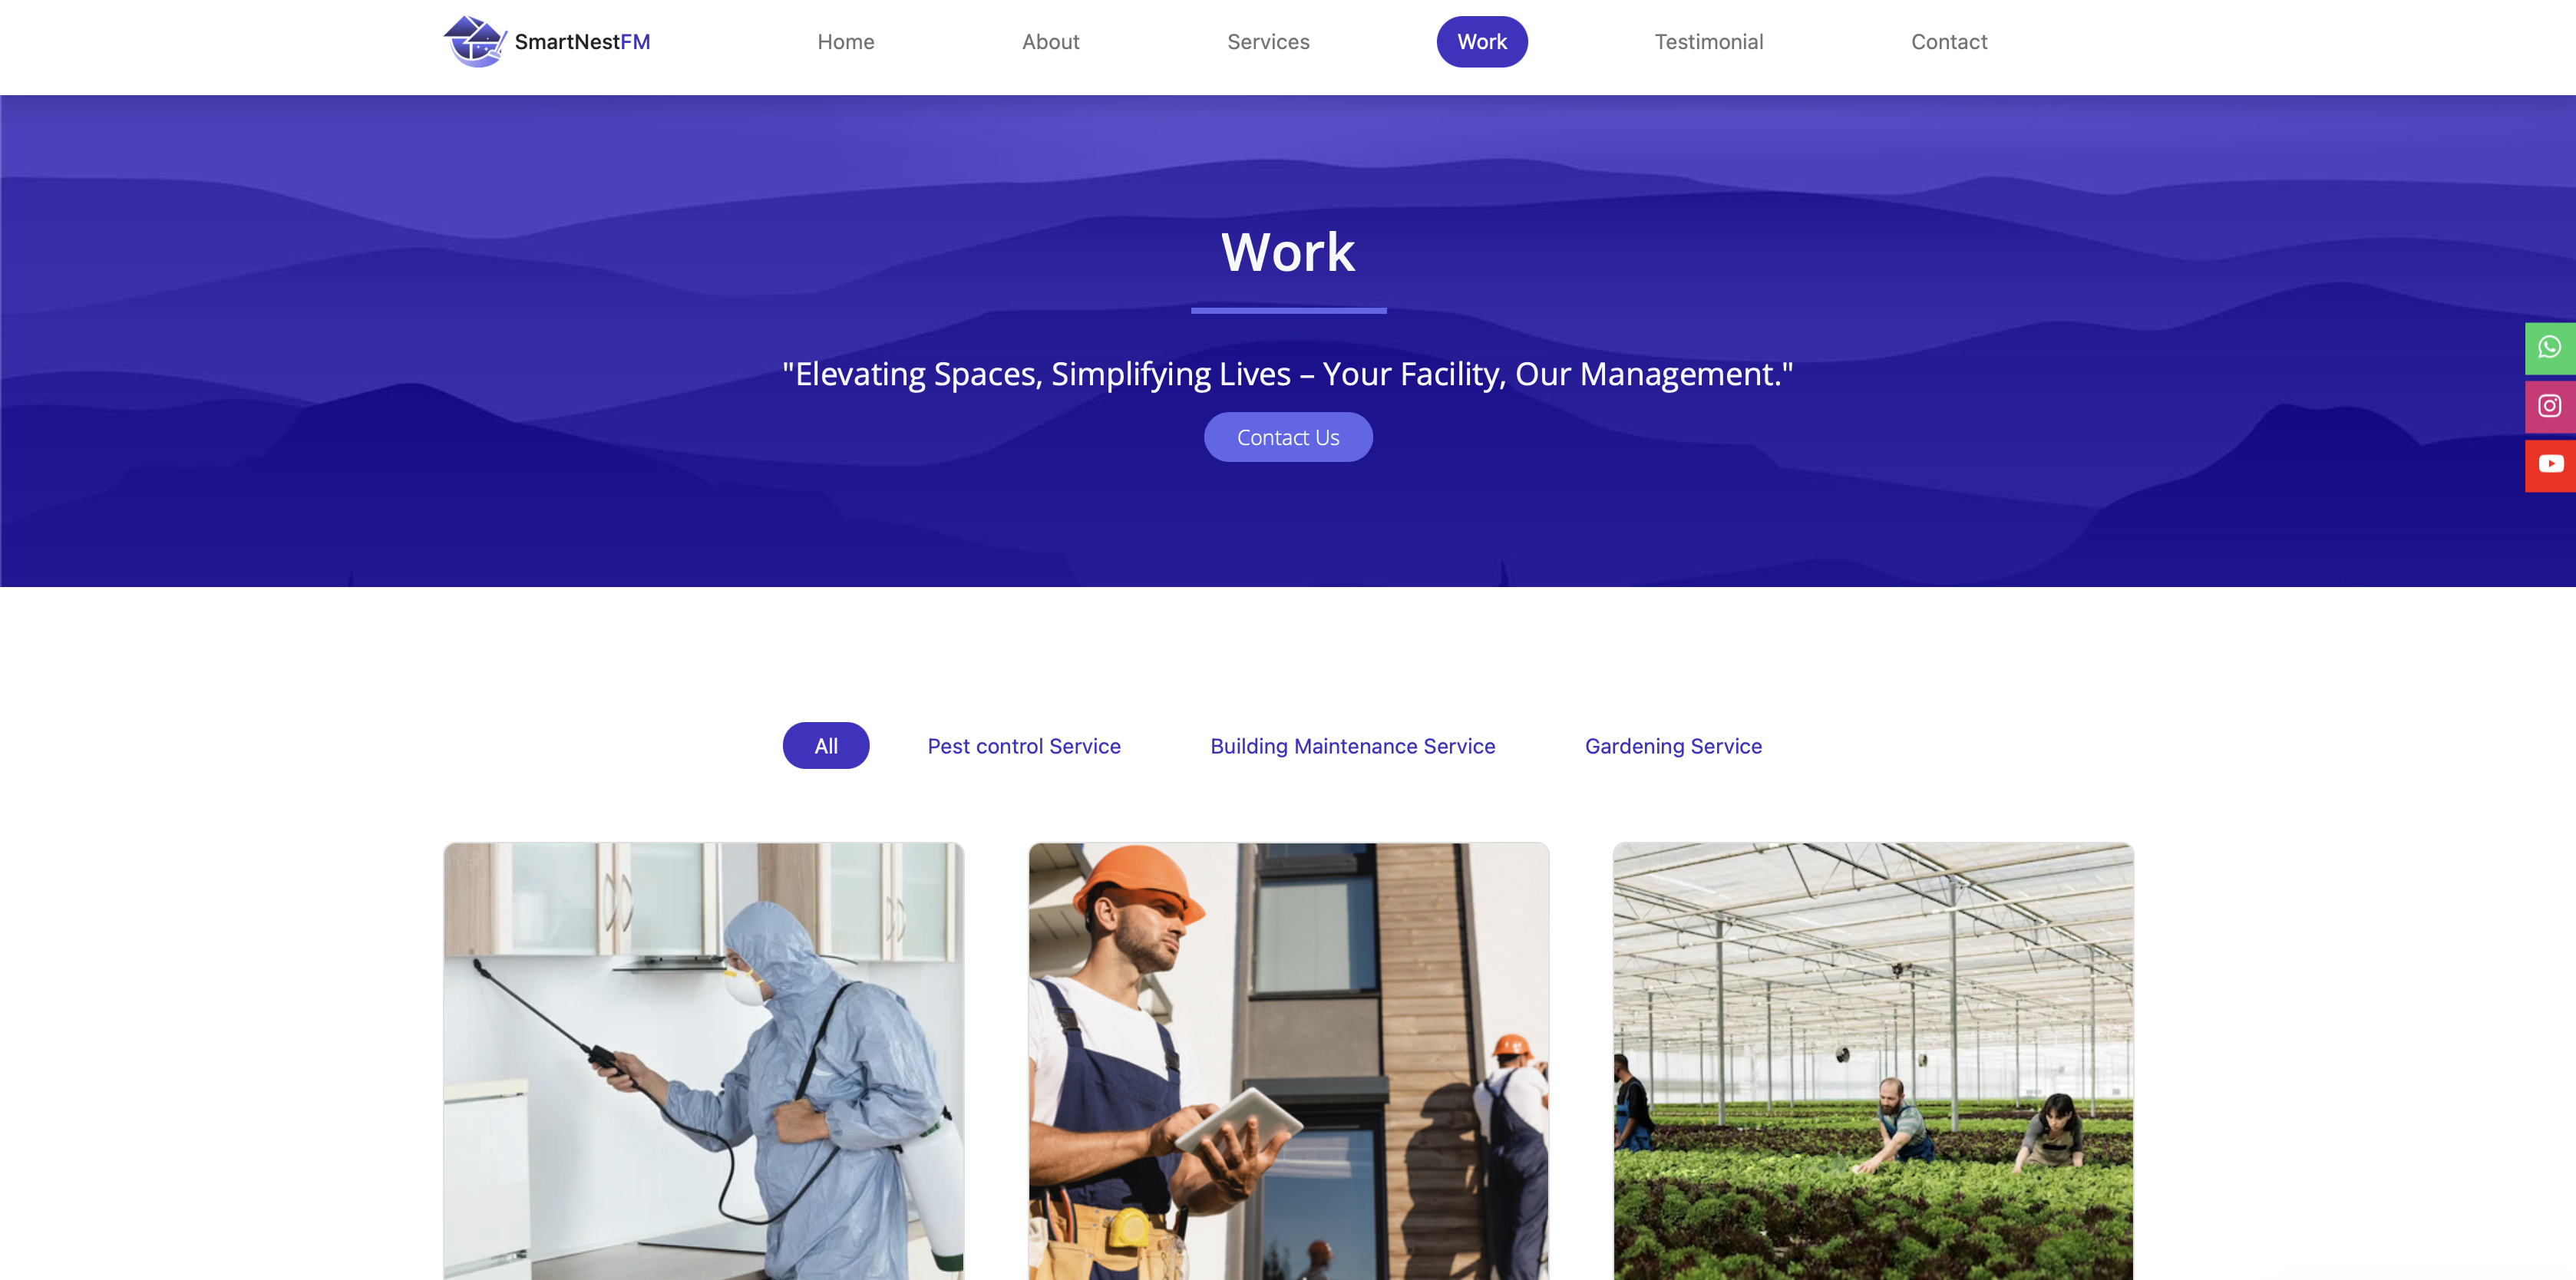 SmartNestFM
Home
About
Services
Work
Testimonial
Contact
Work
"Elevating Spaces, Simplifying Lives – Your Facility, Our Management."
Contact Us
All
Pest control Service
Building Maintenance Service
Gardening Service